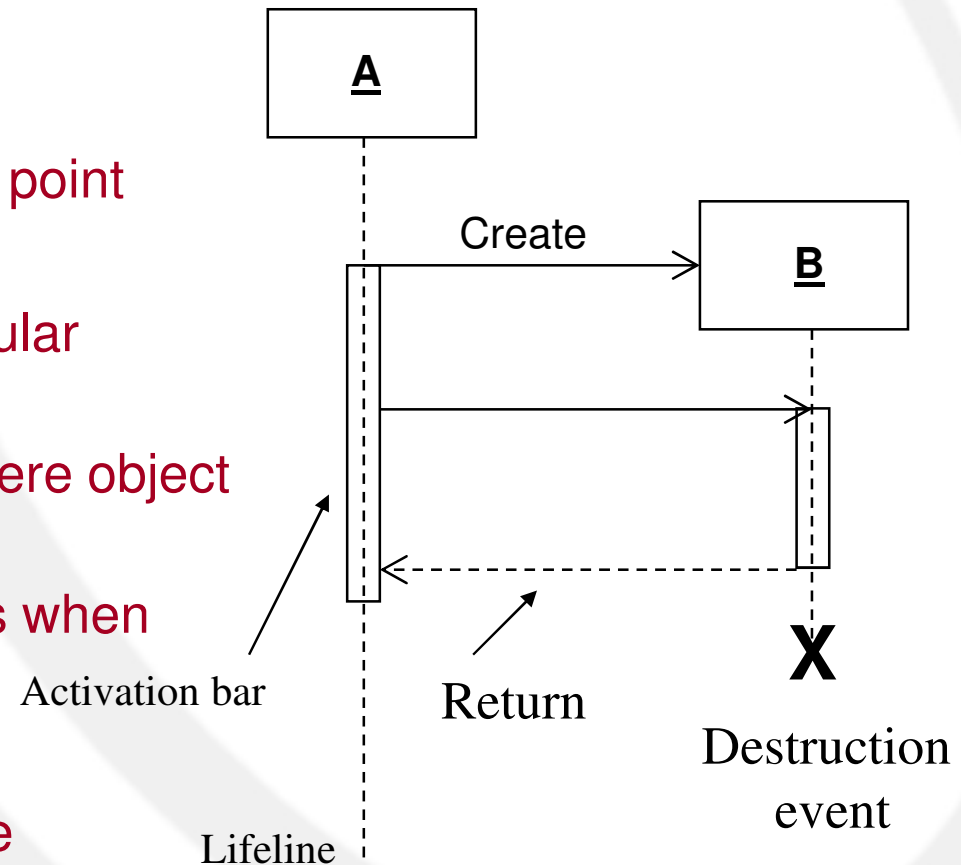 A
point
Create
B
ular
ere object
s when
Activation bar
Return
Destruction
event
e
Lifeline